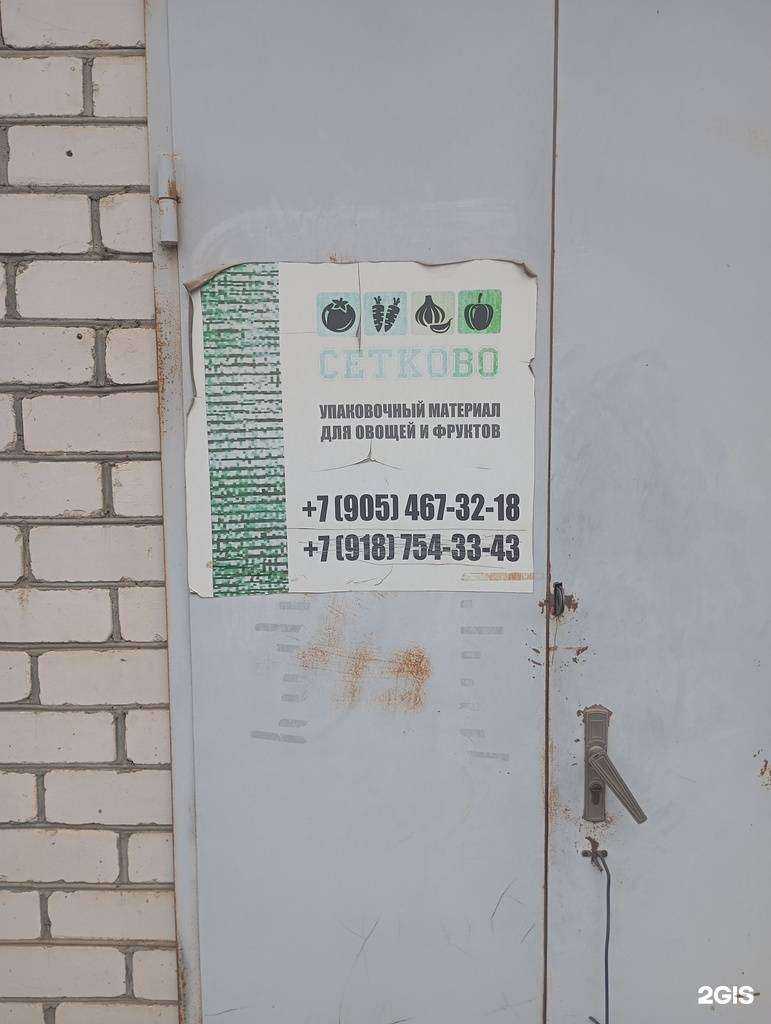 СЕТКОВО
УПАКОВОЧНЫЙ МАТЕРИАЛ
ДЛЯ ОВОЩЕЙ И ФРУКТОВ
+7 (905) 467-32-18
+7 (918) 754-33-43
2GIS